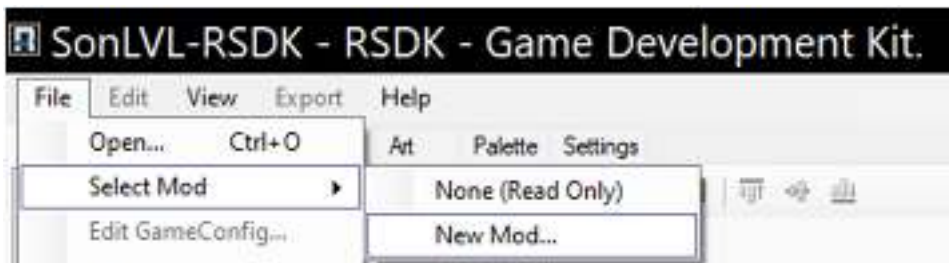 SonLVL-RSDK - RSDK - Game Development Kit.
File Edit View Export Help
Open... Ctrl+O Art Palette Settings
Select Mod None (Read Only)
Edit GameConfig... New Mod...